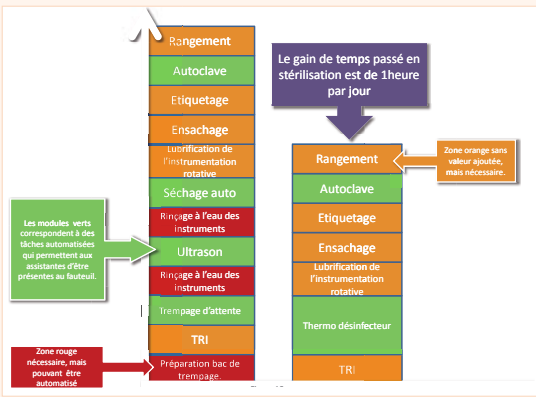 Rangement
Autoclave
Etiquetage
Ensachage
Lubrification de
l'instrumentation
rotative
Séchage auto
Rinçage à l'eau des
instruments
Ultrason
Rinçage à l'eau des
instruments
Trempage d'attente
TRI
Préparation bac de
trempage.
Les modules verts
correspondent à des
tâches automatisées
qui permettent aux
assistantes d'être
présentes au fauteuil.
Zone rouge
nécessaire, mais
pouvant être
automatisé
Le gain de temps passé en
stérilisation est de 1heure
par jour
Rangement
Autoclave
Etiquetage
Ensachage
Lubrification de
l'instrumentation
rotative
Thermo désinfecteur
TRI
Zone orange sans
valeur ajoutée,
mais nécessaire.